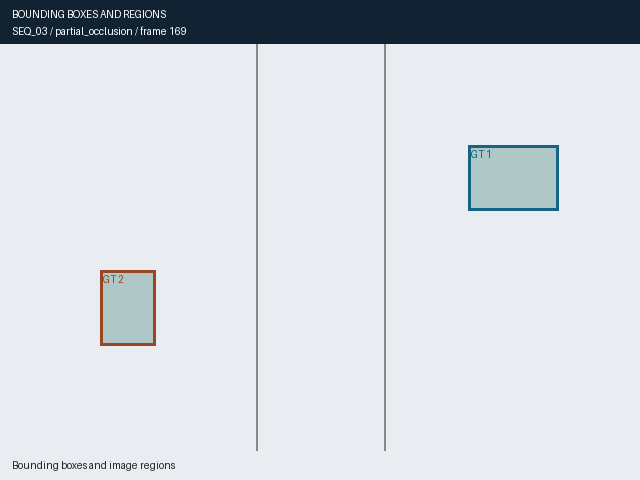 BOUNDING BOXES AND REGIONS
SEQ_03 / partial_occlusion / frame 169
GT1
GT2
Bounding boxes and image regions